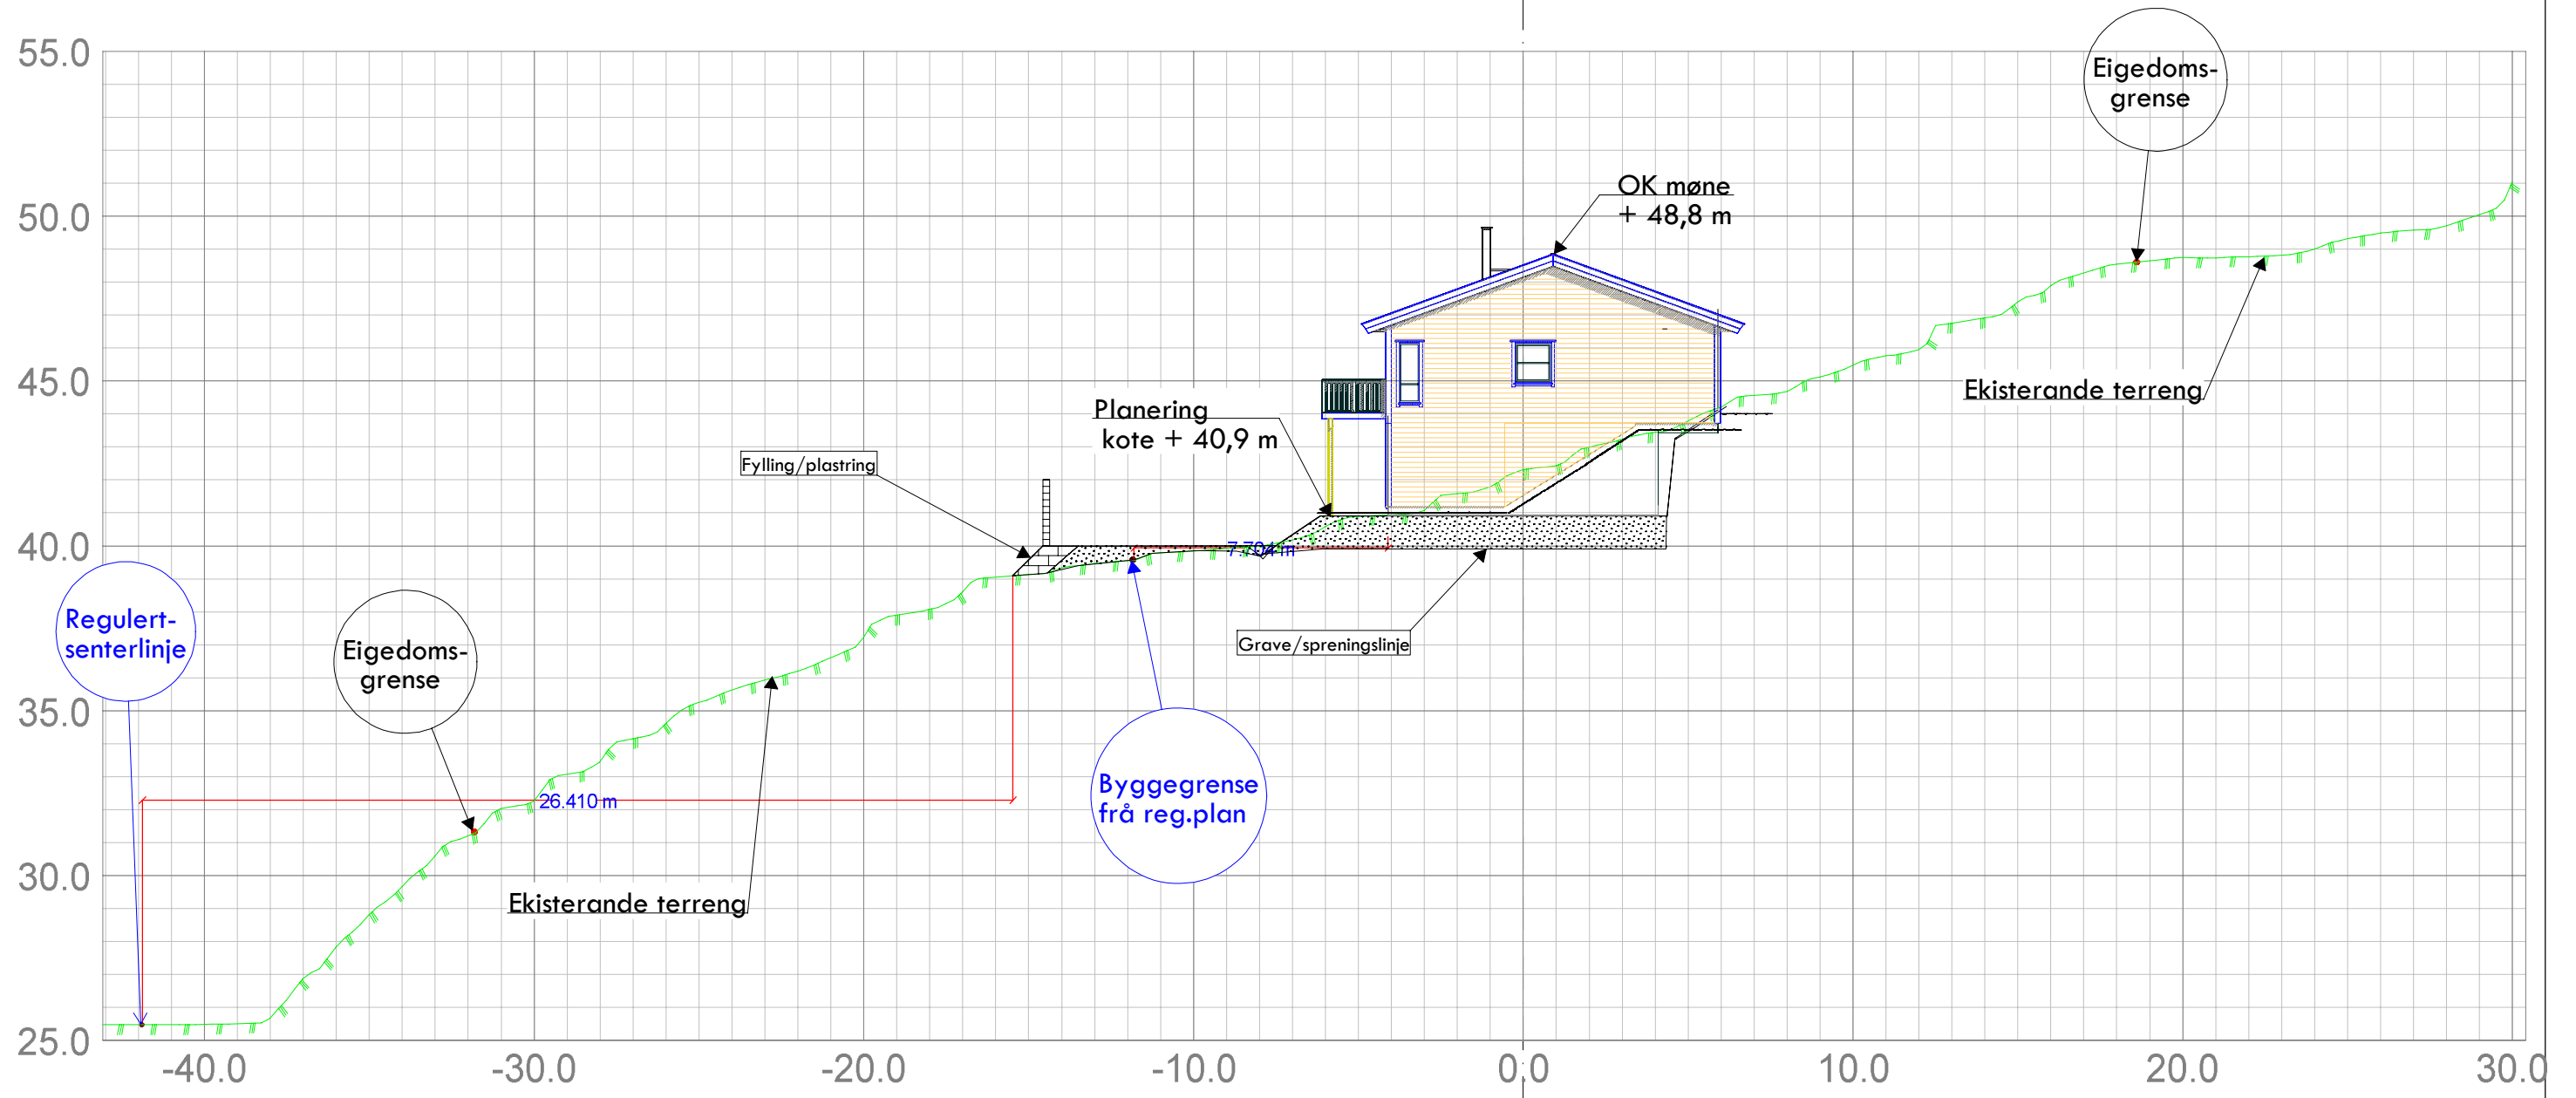 55.0
Eigedoms-
grense
50.0
OK møne
+ 48,8 m
45.0
Ekisterande terreng
Planering
kote + 40,9 m
Fylling/plastring
40.0
7.704 m
Regulert-
senterlinje
Eigedoms-
grense
Grave/spreningslinje
35.0
Byggegrense
frå reg.plan
26.410 m
30.0
Ekisterande terreng
25.0
-40.0 -30.0 -20.0 -10.0 0.0 10.0 20.0 30.0